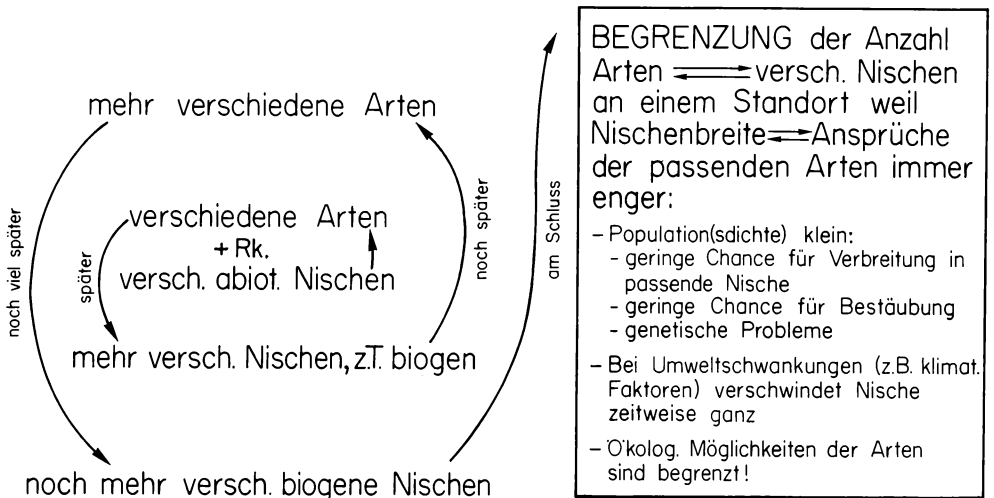 mehr verschiedene Arten
verschiedene Arten
+ Rk.
versch. abiot. Nischen
mehr versch. Nischen, z.T. biogen
noch mehr versch. biogene Nischen
noch viel später
später
noch später
am Schluss
BEGRENZUNG der Anzahl
Arten ⇄ versch. Nischen
an einem Standort weil
Nischenbreite ⇄ Ansprüche
der passenden Arten immer
enger:
– Population(sdichte) klein:
- geringe Chance für Verbreitung in
passende Nische
- geringe Chance für Bestäubung
- genetische Probleme
– Bei Umweltschwankungen (z.B. klimat.
Faktoren) verschwindet Nische
zeitweise ganz
– Ökolog. Möglichkeiten der Arten
sind begrenzt!